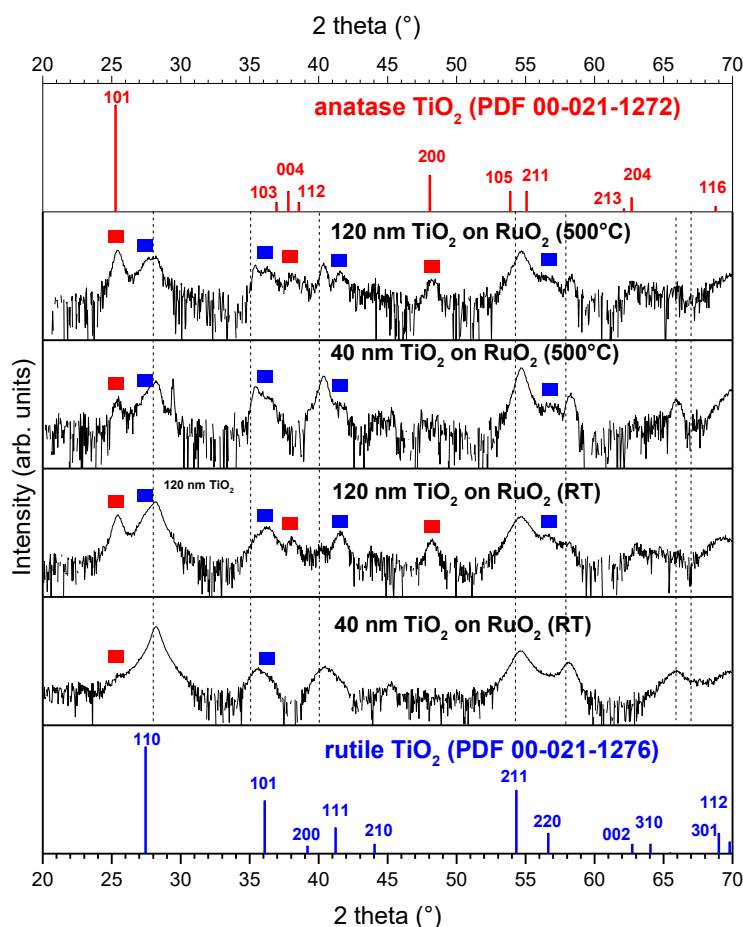 2 theta (°)
20 25 30 35 40 45 50 55 60 65 70
101
anatase TiO₂ (PDF 00-021-1272)
004
200
204
103
112
105
211
213
116
120 nm TiO₂ on RuO₂ (500°C)
40 nm TiO₂ on RuO₂ (500°C)
120 nm TiO₂
120 nm TiO₂ on RuO₂ (RT)
40 nm TiO₂ on RuO₂ (RT)
Intensity (arb. units)
110
rutile TiO₂ (PDF 00-021-1276)
101
211
112
111
200
210
220
002
310
301
20 25 30 35 40 45 50 55 60 65 70
2 theta (°)